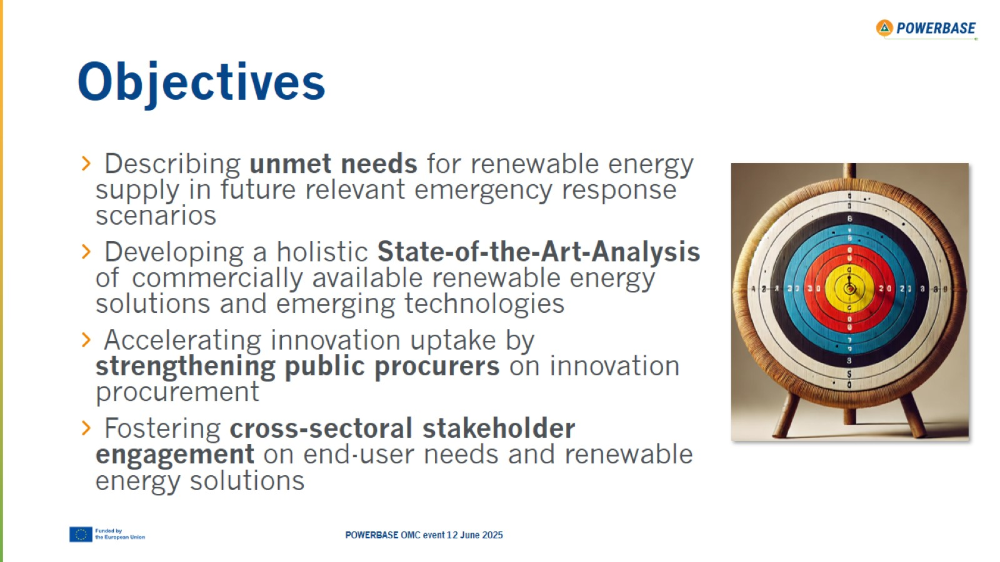 POWERBASE
Objectives
Describing unmet needs for renewable energy
supply in future relevant emergency response
scenarios
Developing a holistic State-of-the-Art-Analysis
of commercially available renewable energy
solutions and emerging technologies
Accelerating innovation uptake by
strengthening public procurers on innovation
procurement
Fostering cross-sectoral stakeholder
engagement on end-user needs and renewable
energy solutions
Funded by
the European Union
POWERBASE OMC event 12 June 2025